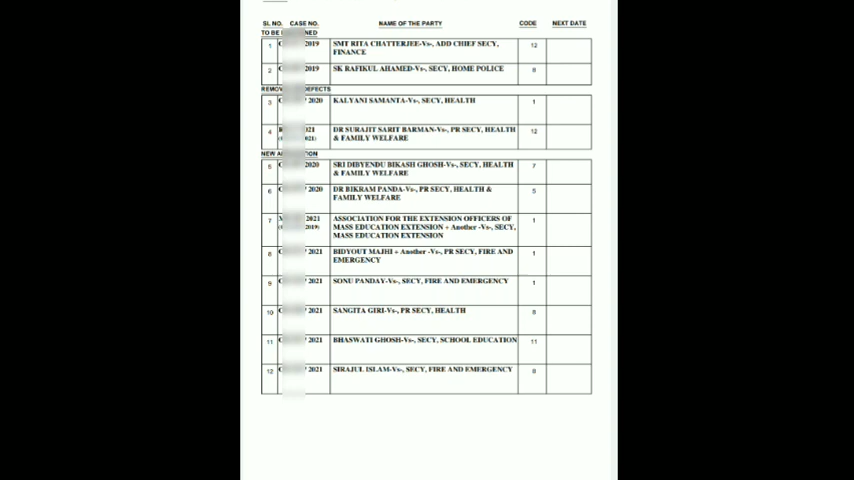 SL NO. CASE NO. NAME OF THE PARTY CODE NEXT DATE
TO BE NED
1 2019 SMT RITA CHATTERJEE-Vs-, ADD CHIEF SECY, 12
FINANCE
2 2019 SK RAFIKUL AHAMED-Vs-, SECY, HOME POLICE 8
REMOV DEFECTS
3 2020 KALYANI SAMANTA-Vs-, SECY, HEALTH 1
4 021 DR SURAJIT SARIT BARMAN-Vs-, PR SECY, HEALTH 12
021) & FAMILY WELFARE
NEW A ION
5 2020 SRI DIBYENDU BIKASH GHOSH-Vs-, SECY, HEALTH 7
& FAMILY WELFARE
6 2020 DR BIKRAM PANDA-Vs-, PR SECY, HEALTH & 5
FAMILY WELFARE
7 2021 ASSOCIATION FOR THE EXTENSION OFFICERS OF 1
2019) MASS EDUCATION EXTENSION + Another -Vs-, SECY,
MASS EDUCATION EXTENSION
8 2021 BIDYOUT MAJHI + Another -Vs-, PR SECY, FIRE AND 1
EMERGENCY
9 2021 SONU PANDAY-Vs-, SECY, FIRE AND EMERGENCY 1
10 2021 SANGITA GIRI-Vs-, PR SECY, HEALTH 8
11 2021 BHASWATI GHOSH-Vs-, SECY, SCHOOL EDUCATION 11
12 2021 SIRAJUL ISLAM-Vs-, SECY, FIRE AND EMERGENCY 8